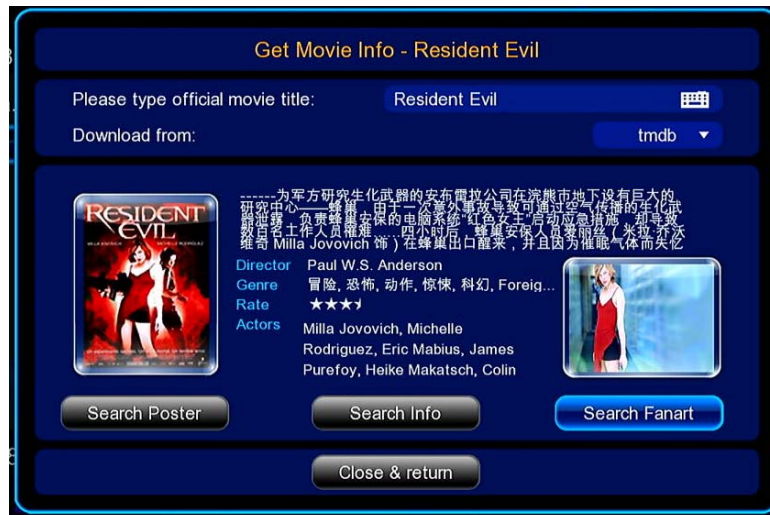 Get Movie Info - Resident Evil
Please type official movie title:
Resident Evil
Download from:
tmdb
RESIDENT
EVIL
MILLA JOVOVICH
MICHELLE RODRIGUEZ
------为军方研究生化武器的安布雷拉公司在浣熊市地下设有巨大的
研究中心——蜂巢，由于一次意外事故导致可通过空气传播的生化武
器泄露，负责蜂巢安保的电脑系统“红色女王”启动应急措施，却导致
数百名工作人员罹难……四小时后，蜂巢安保人员爱丽丝（米拉·乔沃
维奇 Milla Jovovich 饰）在蜂巢出口醒来，并且因为催眠气体而失忆
Director Paul W.S. Anderson
Genre 冒险, 恐怖, 动作, 惊悚, 科幻, Foreig...
Rate
Actors Milla Jovovich, Michelle
Rodriguez, Eric Mabius, James
Purefoy, Heike Makatsch, Colin
Search Poster
Search Info
Search Fanart
Close & return